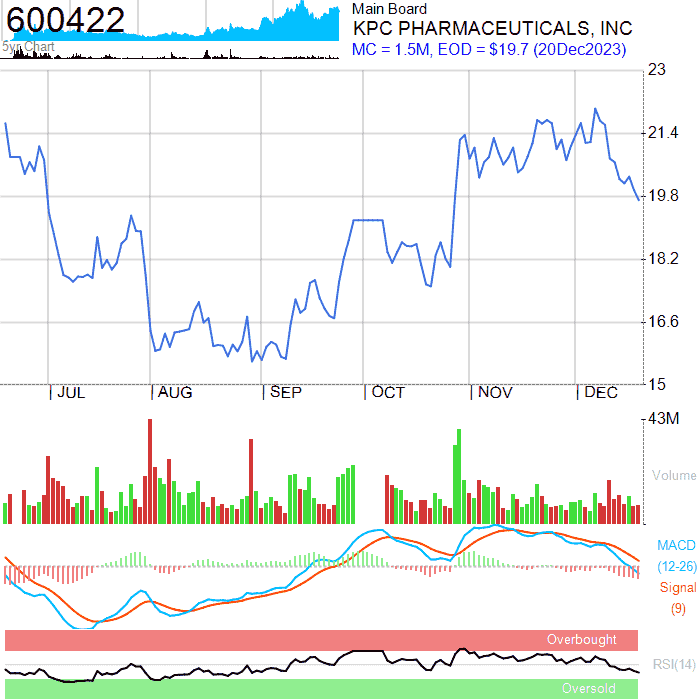 600422
5yr Chart
Main Board
KPC PHARMACEUTICALS, INC
MC = 1.5M, EOD = $19.7 (20Dec2023)
23
21.4
19.8
18.2
16.6
15
JUL
AUG
SEP
OCT
NOV
DEC
43M
Volume
MACD
(12-26)
Signal
(9)
Overbought
RSI(14)
Oversold